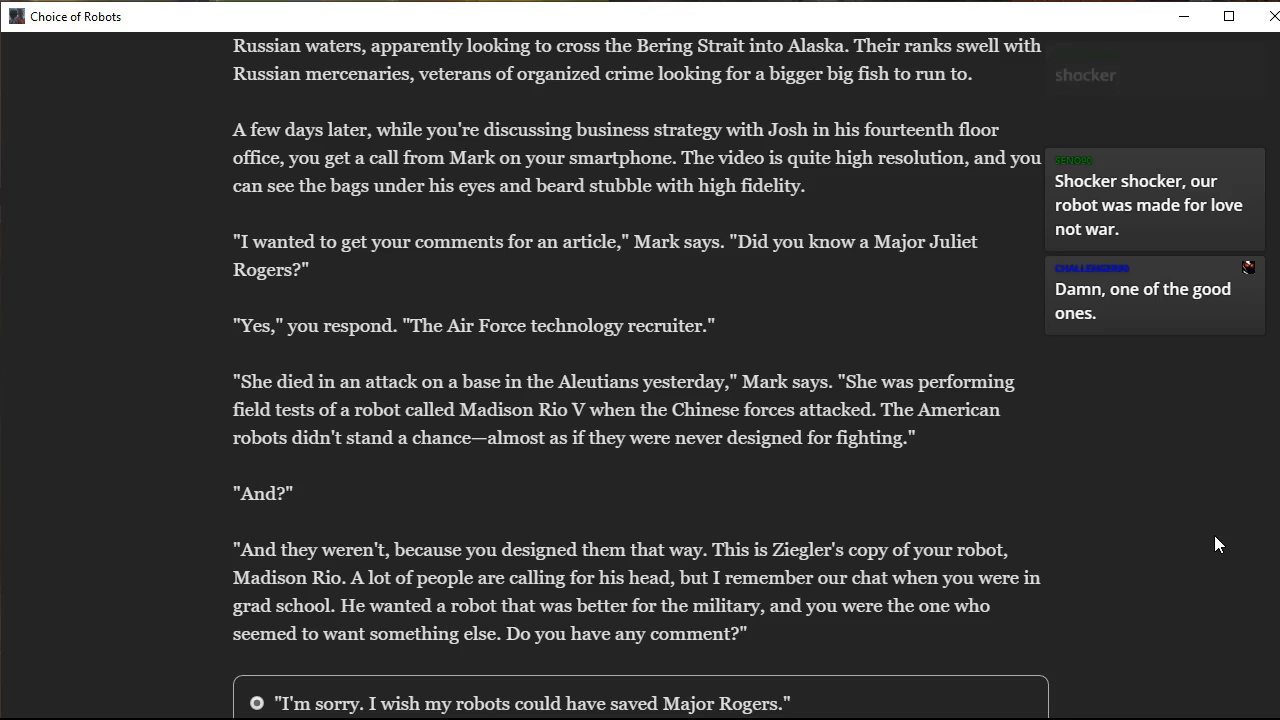 Choice of Robots
Russian waters, apparently looking to cross the Bering Strait into Alaska. Their ranks swell with
Russian mercenaries, veterans of organized crime looking for a bigger big fish to run to.
A few days later, while you're discussing business strategy with Josh in his fourteenth floor
office, you get a call from Mark on your smartphone. The video is quite high resolution, and you
can see the bags under his eyes and beard stubble with high fidelity.
"I wanted to get your comments for an article," Mark says. "Did you know a Major Juliet
Rogers?"
"Yes," you respond. "The Air Force technology recruiter."
"She died in an attack on a base in the Aleutians yesterday," Mark says. "She was performing
field tests of a robot called Madison Rio V when the Chinese forces attacked. The American
robots didn't stand a chance—almost as if they were never designed for fighting."
"And?"
"And they weren't, because you designed them that way. This is Ziegler's copy of your robot,
Madison Rio. A lot of people are calling for his head, but I remember our chat when you were in
grad school. He wanted a robot that was better for the military, and you were the one who
seemed to want something else. Do you have any comment?"
"I'm sorry. I wish my robots could have saved Major Rogers."
shocker
Shocker shocker, our
robot was made for love
not war.
Damn, one of the good
ones.